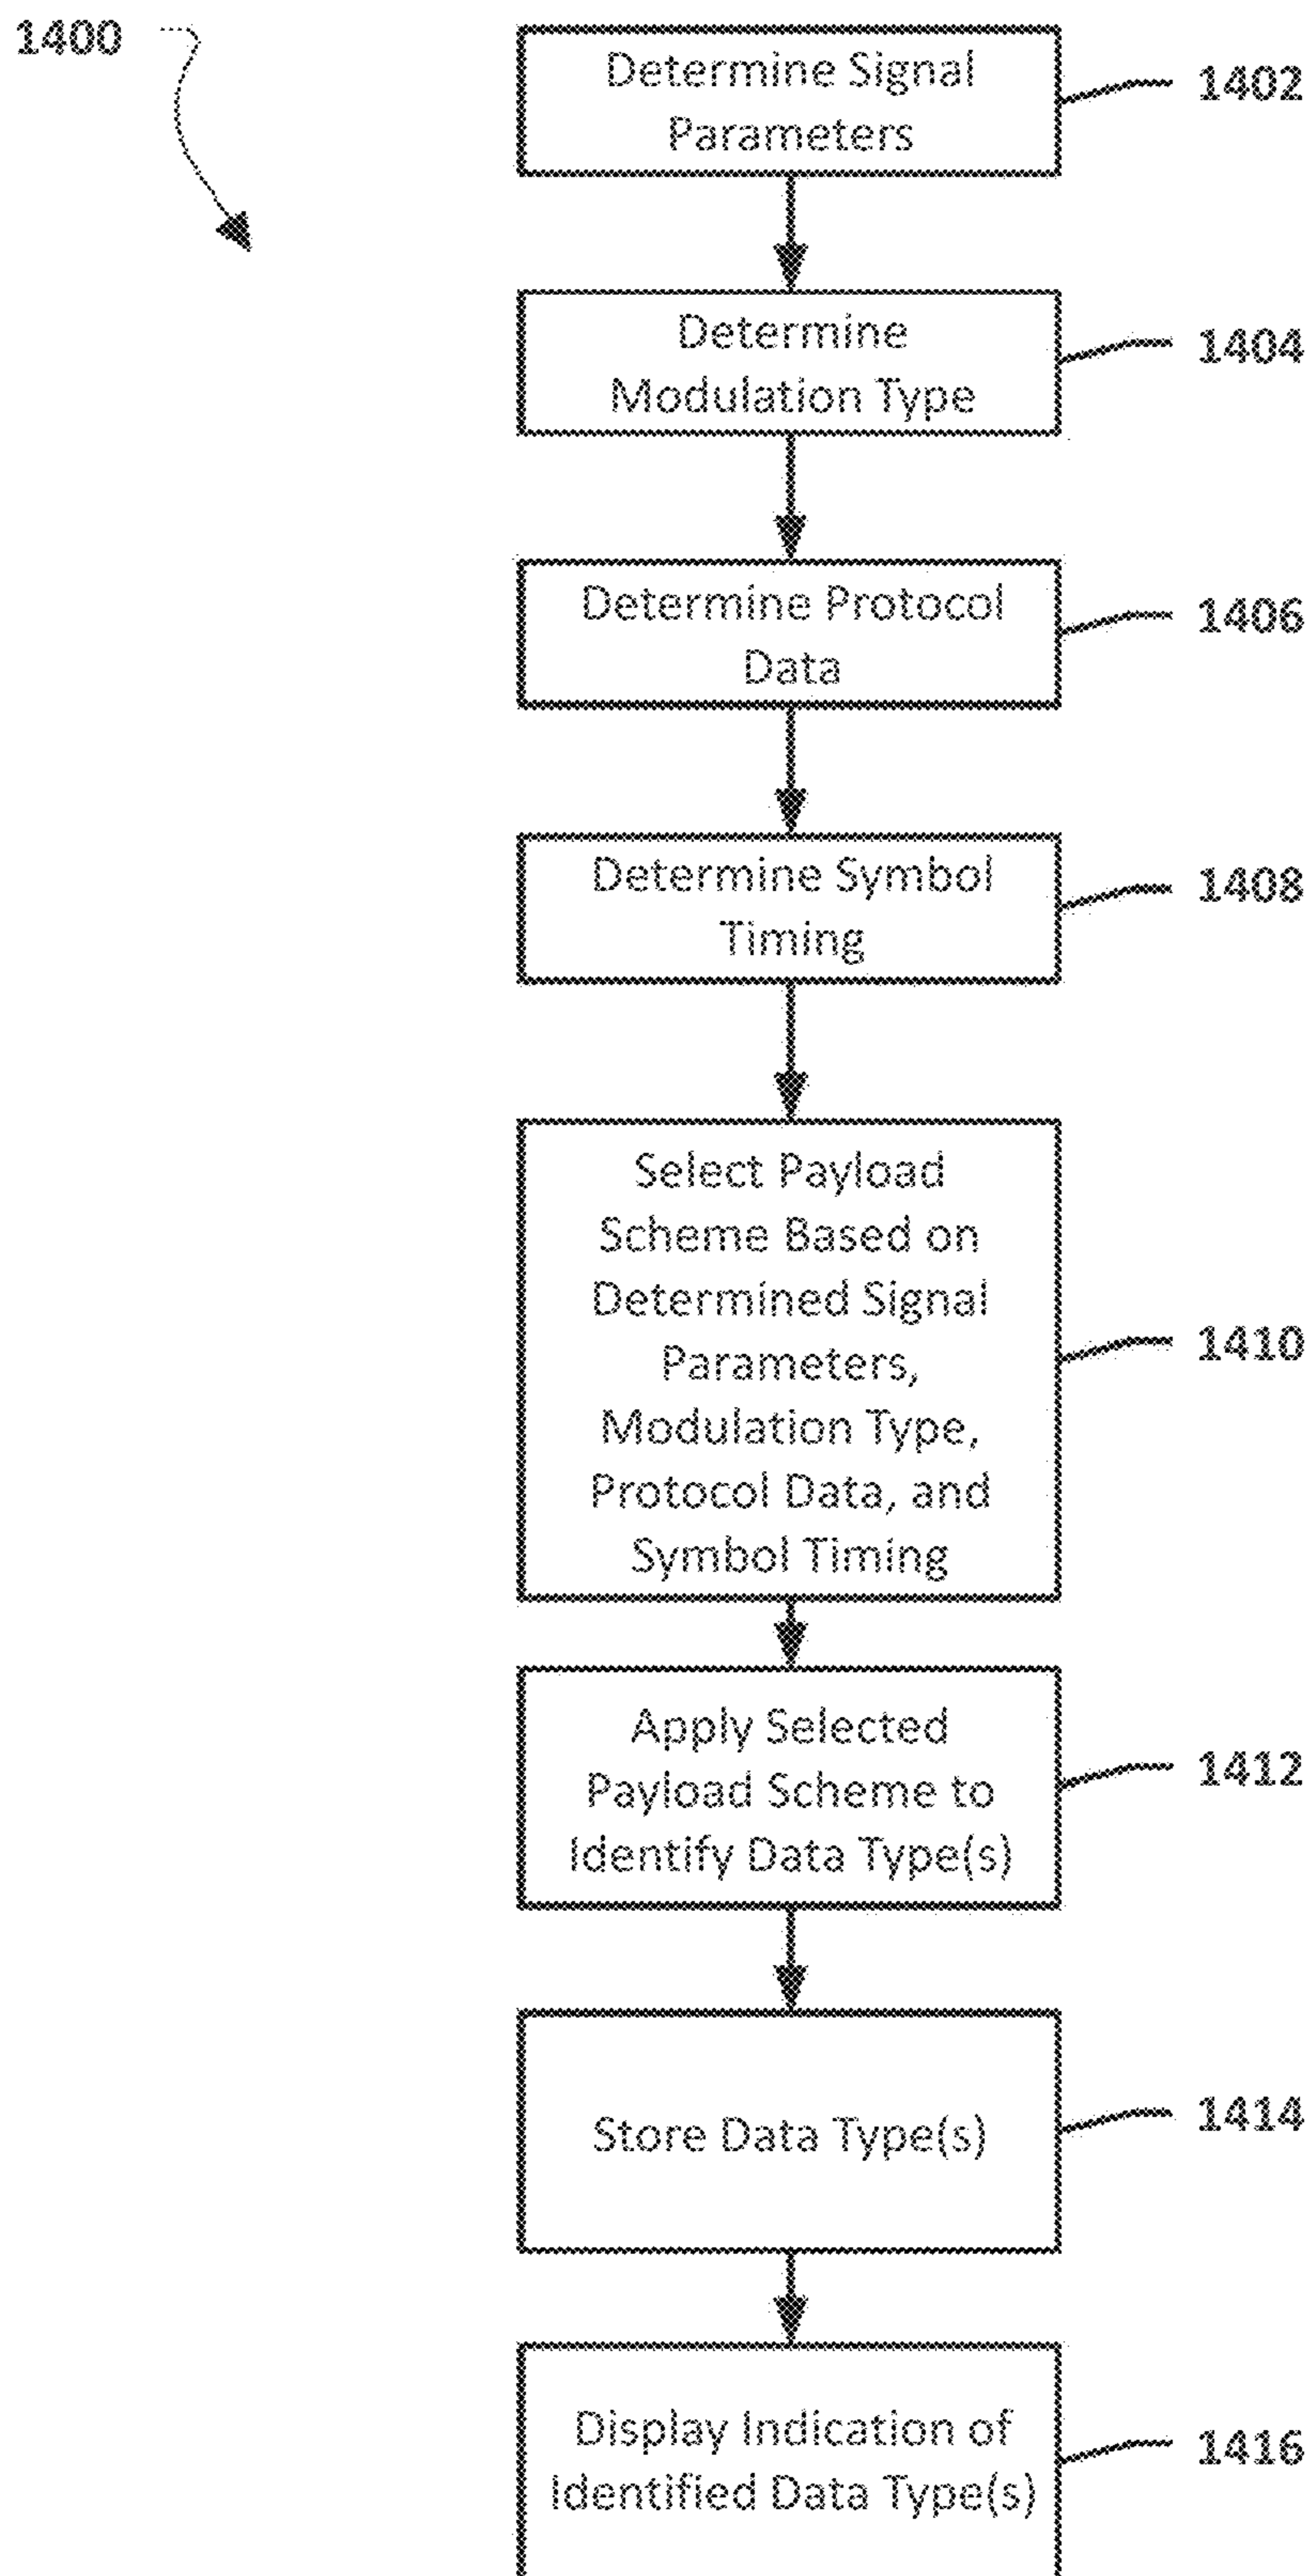 1400
Determine Signal
Parameters
1402
Determine
Modulation Type
1404
Determine Protocol
Data
1406
Determine Symbol
Timing
1408
Select Payload
Scheme Based on
Determined Signal
Parameters,
Modulation Type,
Protocol Data, and
Symbol Timing
1410
Apply Selected
Payload Scheme to
Identify Data Type(s)
1412
Store Data Type(s)
1414
Display Indication of
Identified Data Type(s)
1416